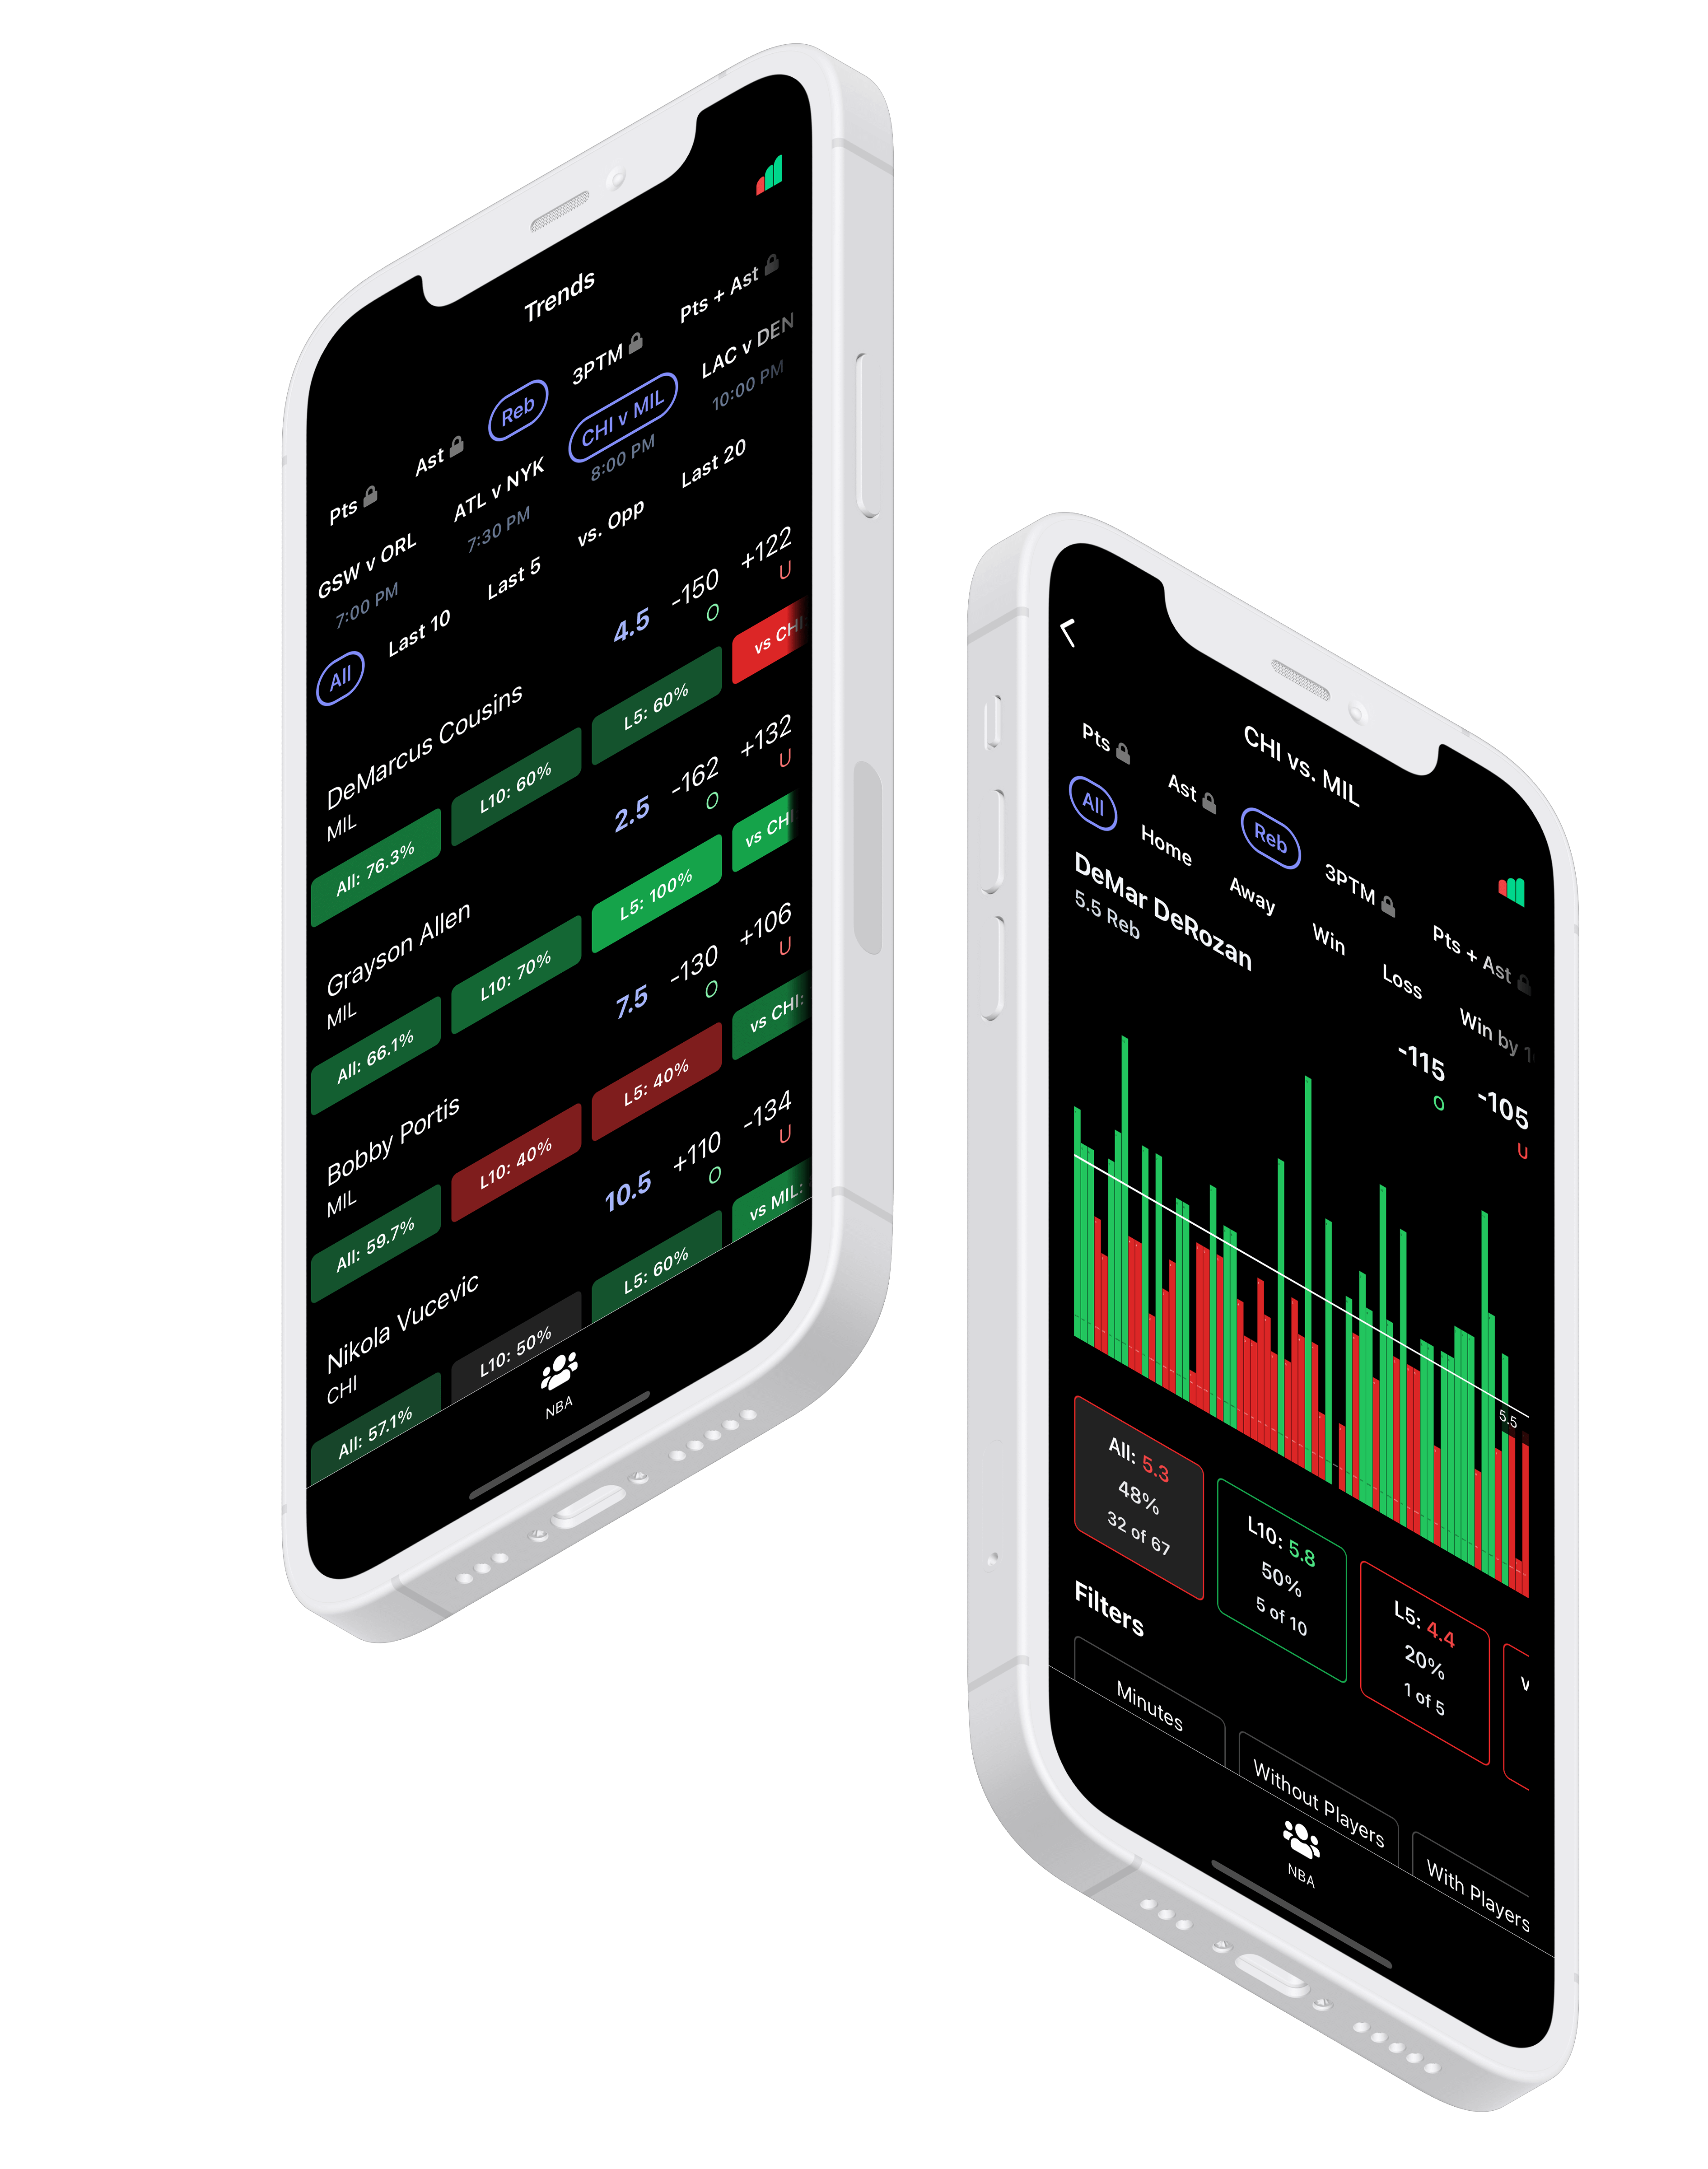 Trends
Pts Ast Reb 3PTM Pts + Ast
GSW v ORL ATL v NYK CHI v MIL LAC v DEN
7:00 PM 7:30 PM 8:00 PM 10:00 PM
All Last 10 Last 5 vs. Opp Last 20
DeMarcus Cousins 4.5 -150 +122
MIL O U
All: 76.3% L10: 60% L5: 60% vs CHI:
Grayson Allen 2.5 -162 +132
MIL O U
All: 66.1% L10: 70% L5: 100% vs CHI
Bobby Portis 7.5 -130 +106
MIL O U
All: 59.7% L10: 40% L5: 40% vs CHI:
Nikola Vucevic 10.5 +110 -134
CHI O U
All: 57.1% L10: 50% L5: 60% vs MIL:
NBA
CHI vs. MIL
Pts Ast Reb 3PTM Pts + Ast
All Home Away Win Loss Win by
DeMar DeRozan -115 -105
5.5 Reb O U
5.5
All: 5.3 L10: 5.8 L5: 4.4
48% 50% 20%
32 of 67 5 of 10 1 of 5
Filters
Minutes Without Players With Players
NBA